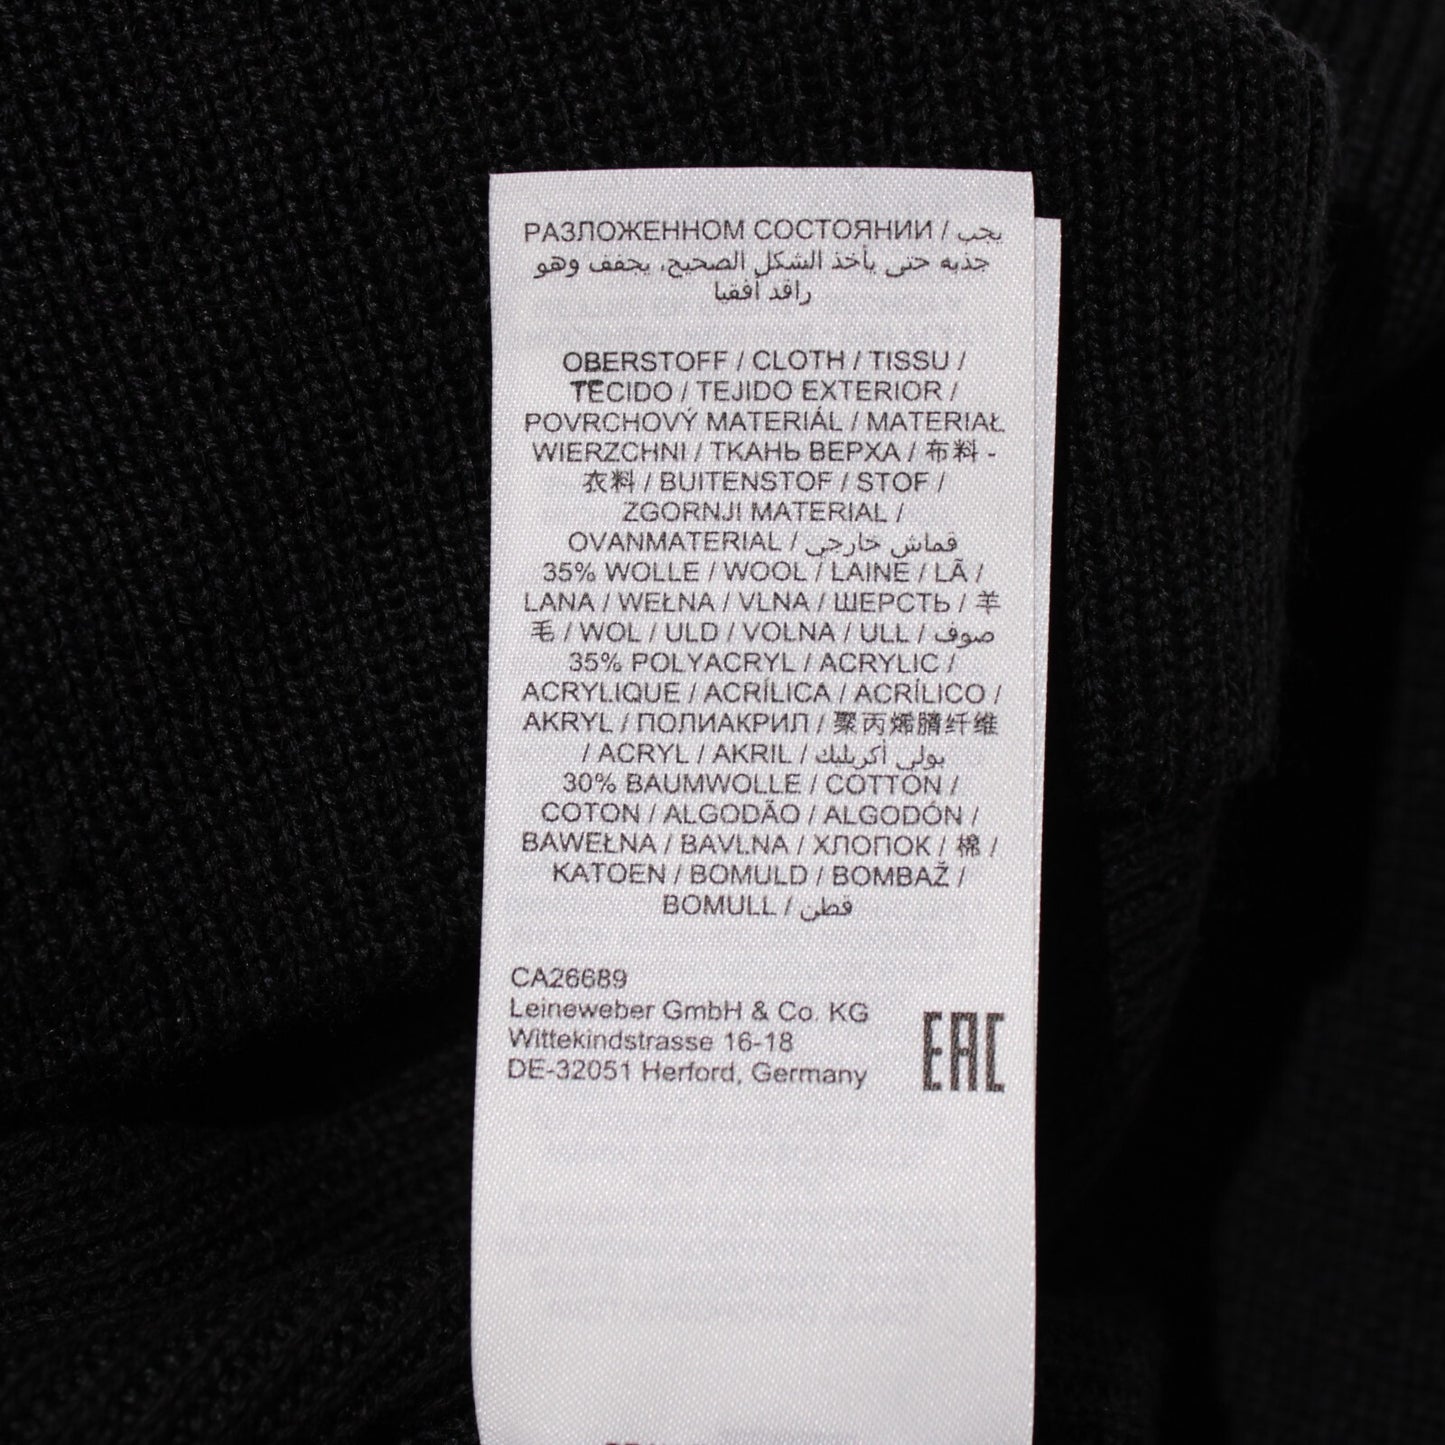 РАЗЛОЖЕННОМ СОСТОЯНИИ / يجب
جذبه حتى يأخذ الشكل الصحيح، يجفف وهو
راقد أفقيا
OBERSTOFF / CLOTH / TISSU /
TECIDO / TEJIDO EXTERIOR /
POVRCHOVÝ MATERIÁL / MATERIAŁ
WIERZCHNI / ТКАНЬ ВЕРХА / 布料 -
衣料 / BUITENSTOF / STOF /
ZGORNJI MATERIAL /
OVANMATERIAL / قماش خارجي
35% WOLLE / WOOL / LAINE / LÃ /
LANA / WEŁNA / VLNA / ШЕРСТЬ / 羊
毛 / WOL / ULD / VOLNA / ULL / صوف
35% POLYACRYL / ACRYLIC /
ACRYLIQUE / ACRÍLICA / ACRÍLICO /
AKRYL / ПОЛИАКРИЛ / 聚丙烯腈纤维
/ ACRYL / AKRIL / بولي أكريليك
30% BAUMWOLLE / COTTON /
COTON / ALGODÃO / ALGODÓN /
BAWEŁNA / BAVLNA / ХЛОПОК / 棉 /
KATOEN / BOMULD / BOMBAŽ /
BOMULL / قطن
CA26689
Leineweber GmbH & Co. KG
Wittekindstrasse 16-18
DE-32051 Herford, Germany
EAC